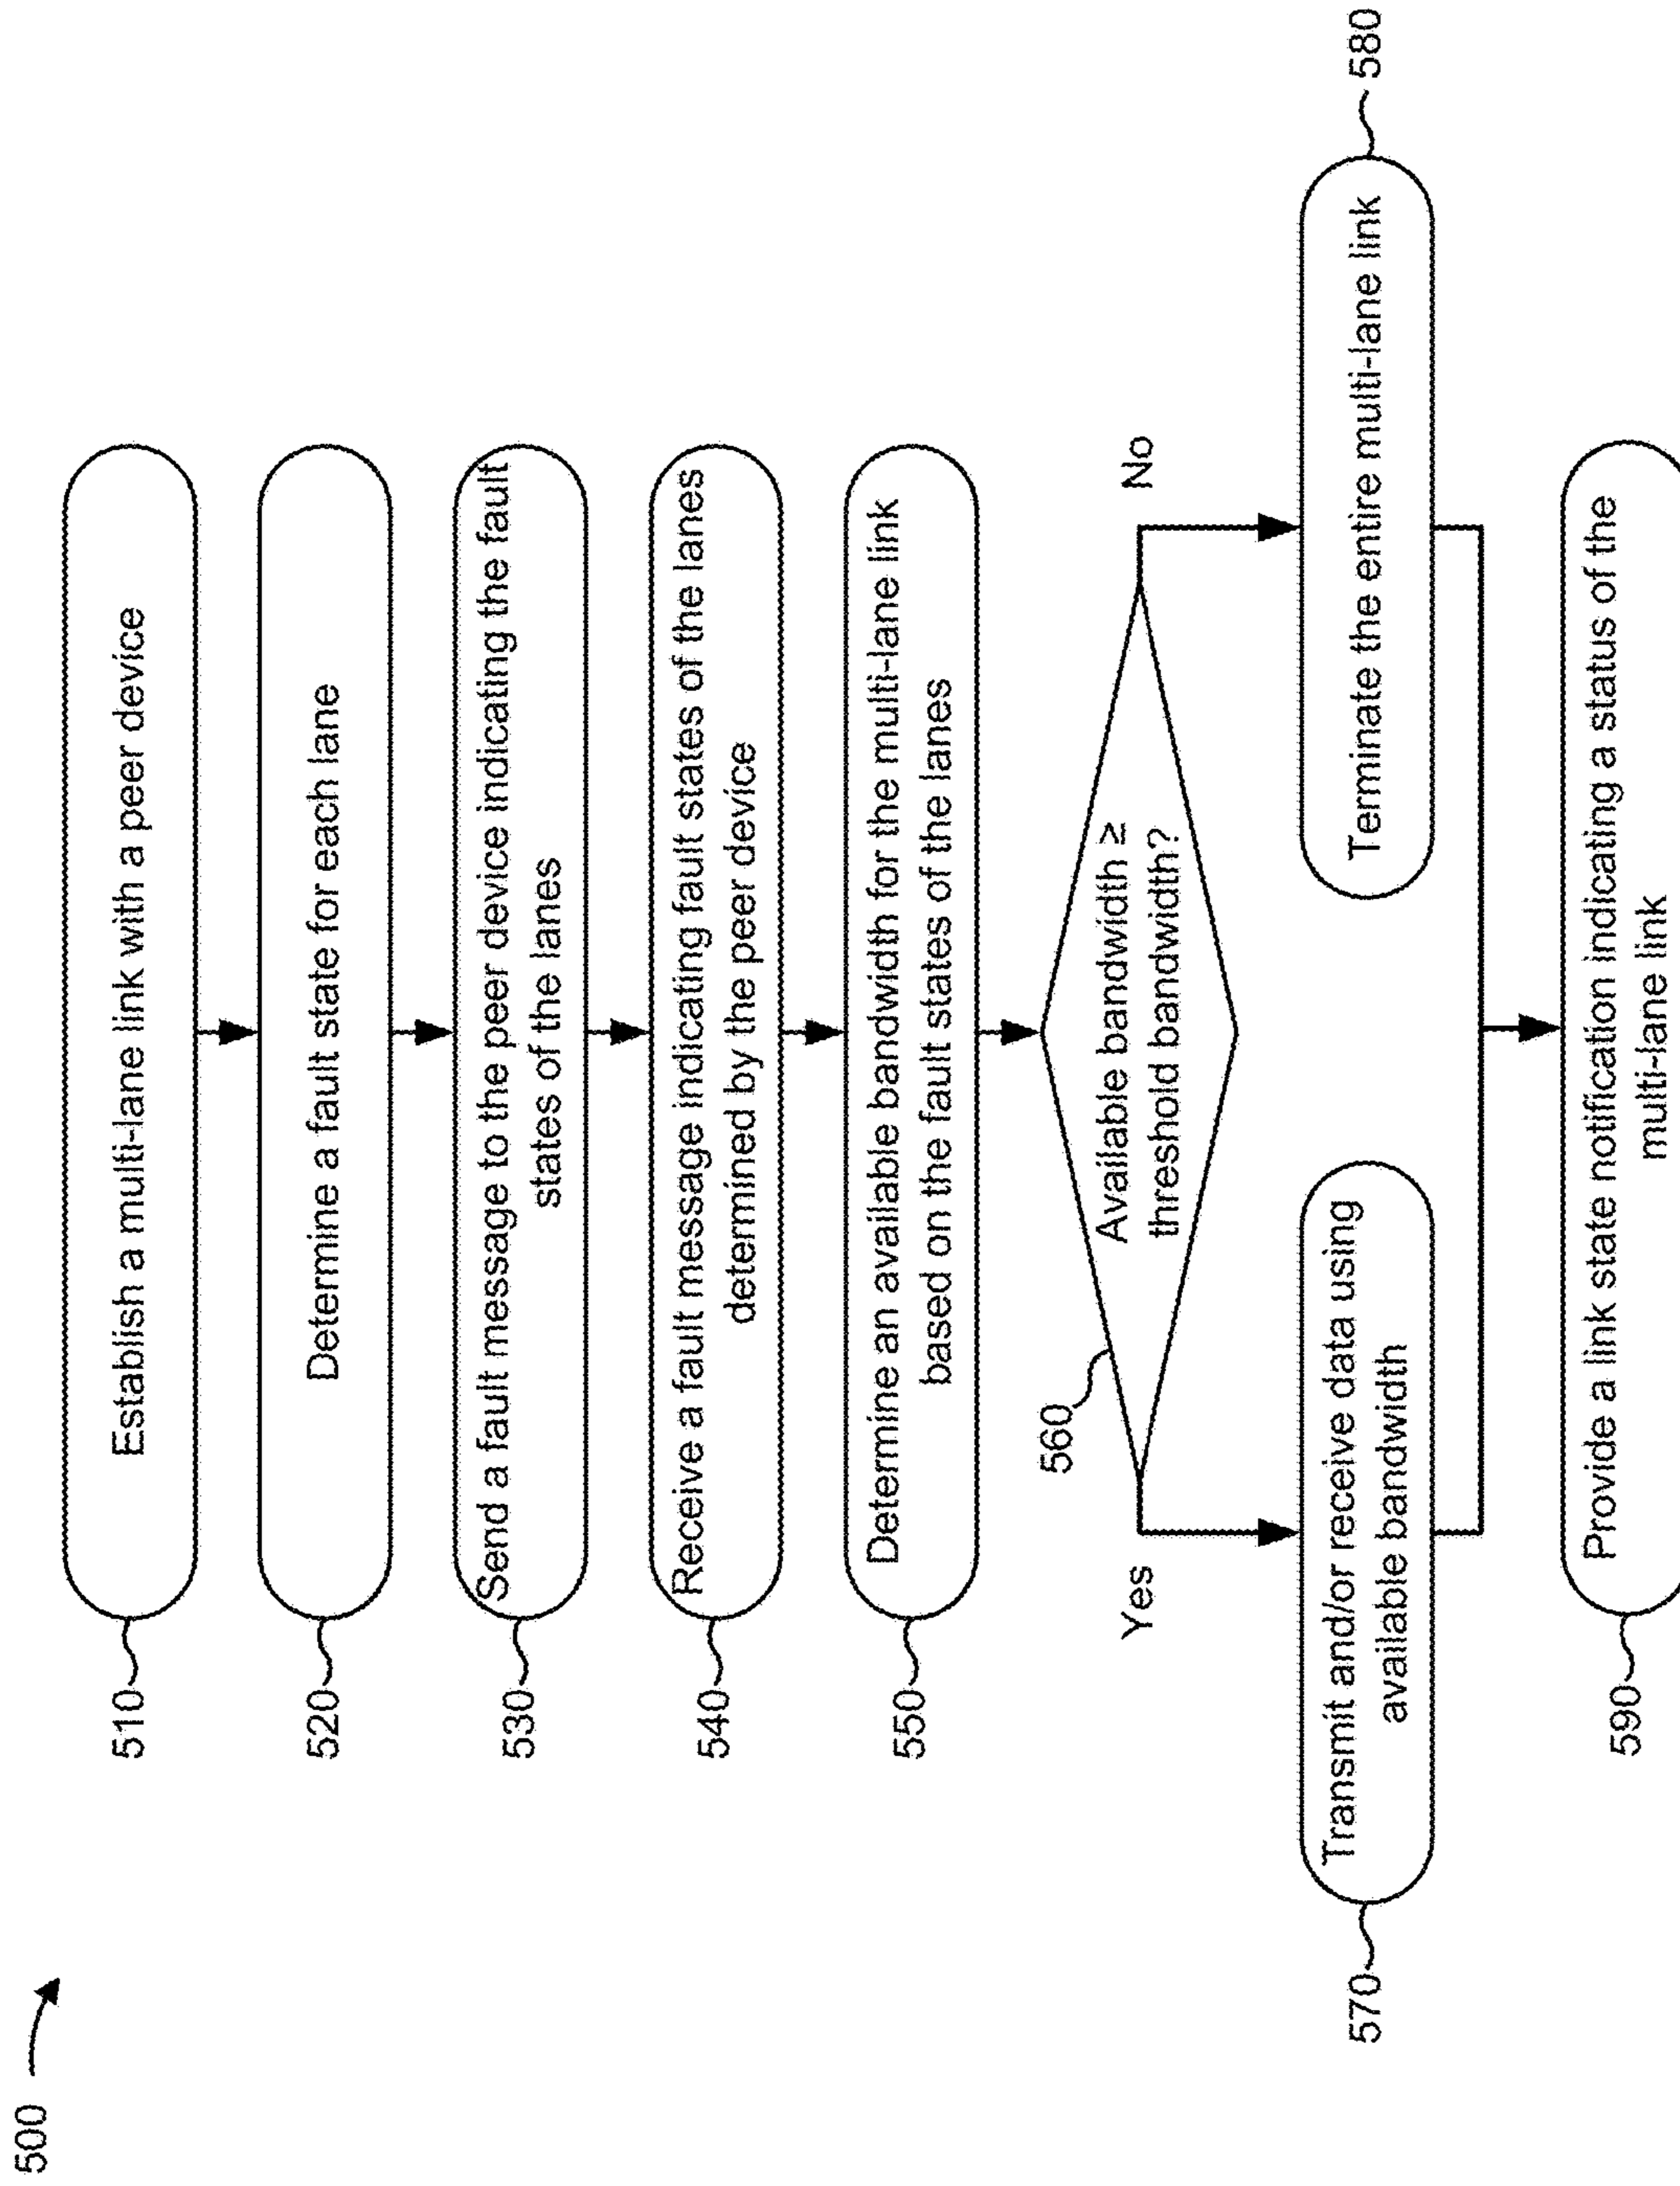 500
510
Establish a multi-lane link with a peer device
520
Determine a fault state for each lane
530
Send a fault message to the peer device indicating the fault
states of the lanes
540
Receive a fault message indicating fault states of the lanes
determined by the peer device
550
Determine an available bandwidth for the multi-lane link
based on the fault states of the lanes
560
Available bandwidth ≥
threshold bandwidth?
Yes
No
570
Transmit and/or receive data using
available bandwidth
Terminate the entire multi-lane link
580
590
Provide a link state notification indicating a status of the
multi-lane link